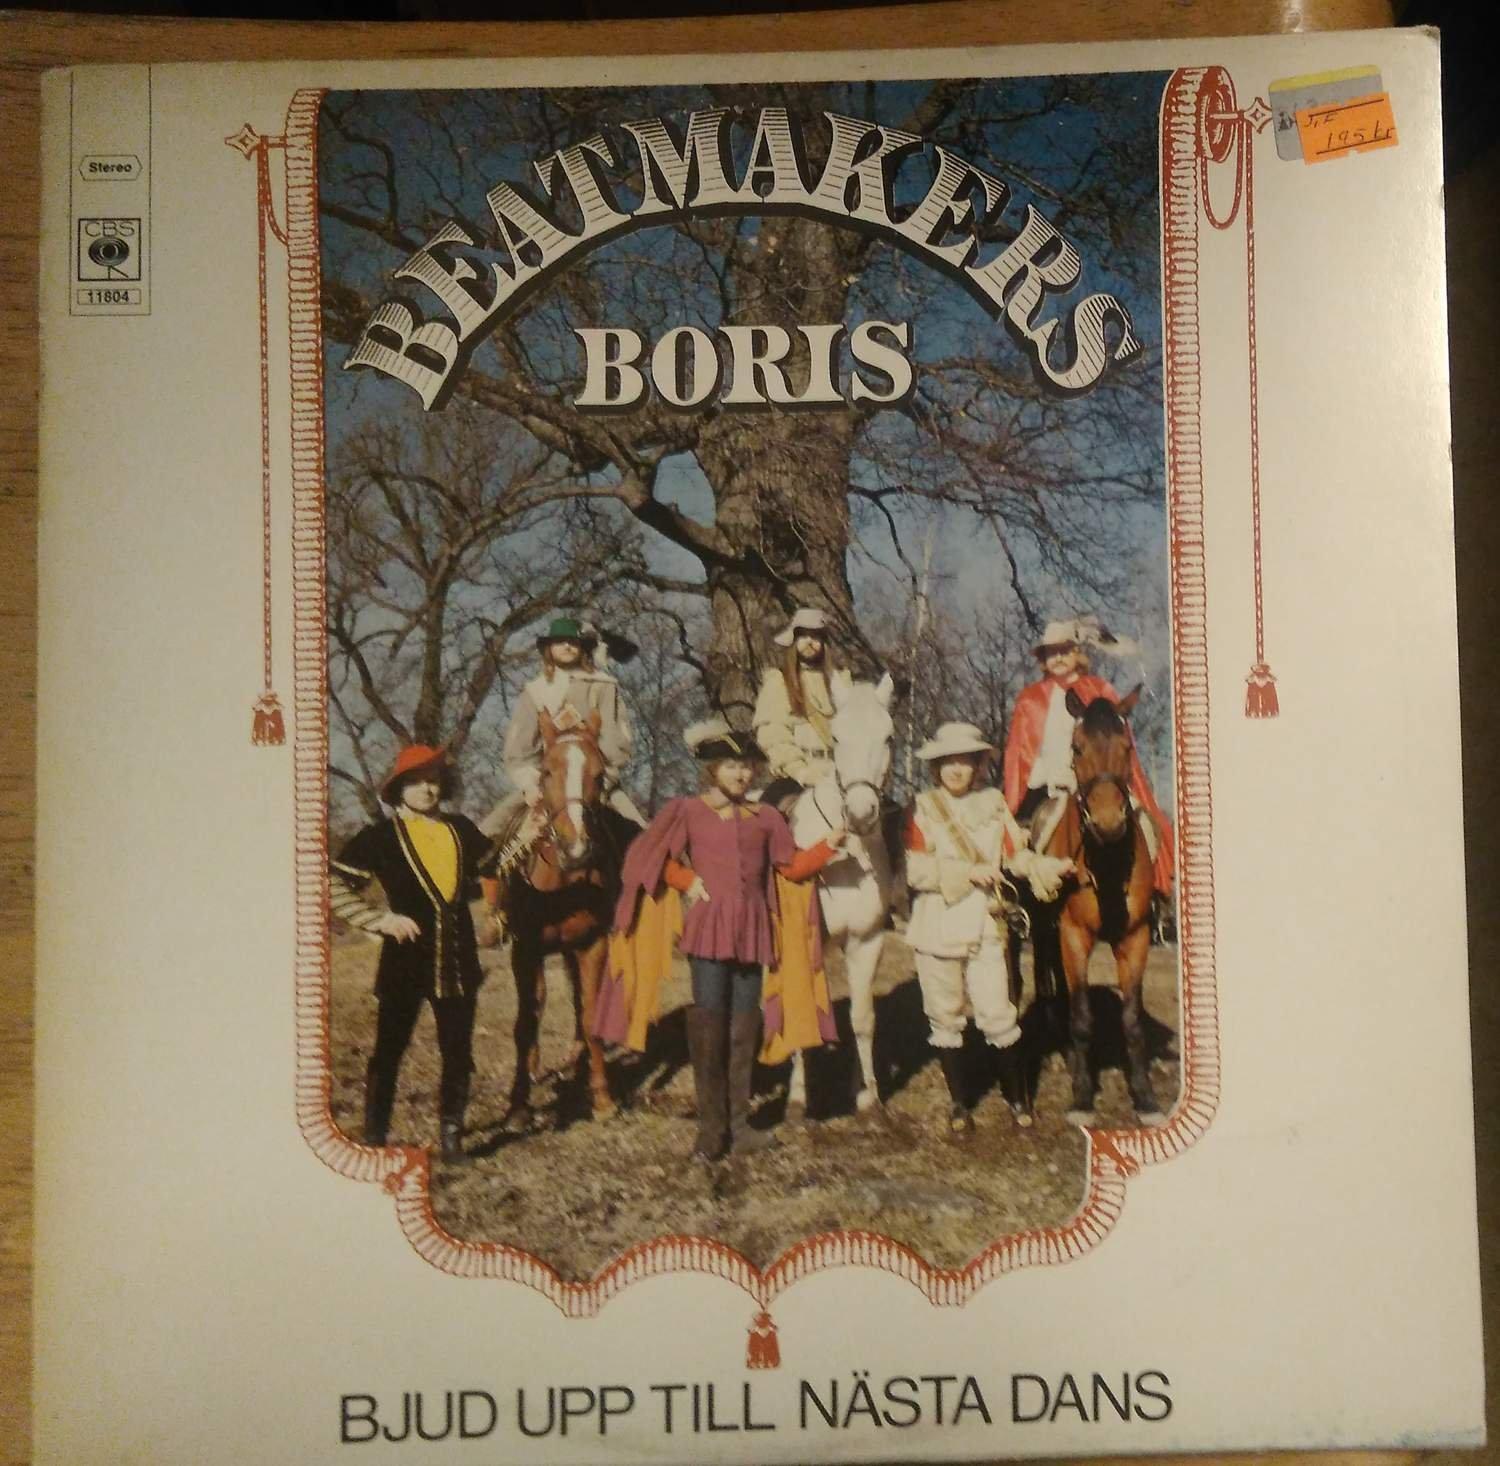 Stereo
CBS
11804
BEATMAKERS
BORIS
195 kr
BJUD UPP TILL NÄSTA DANS